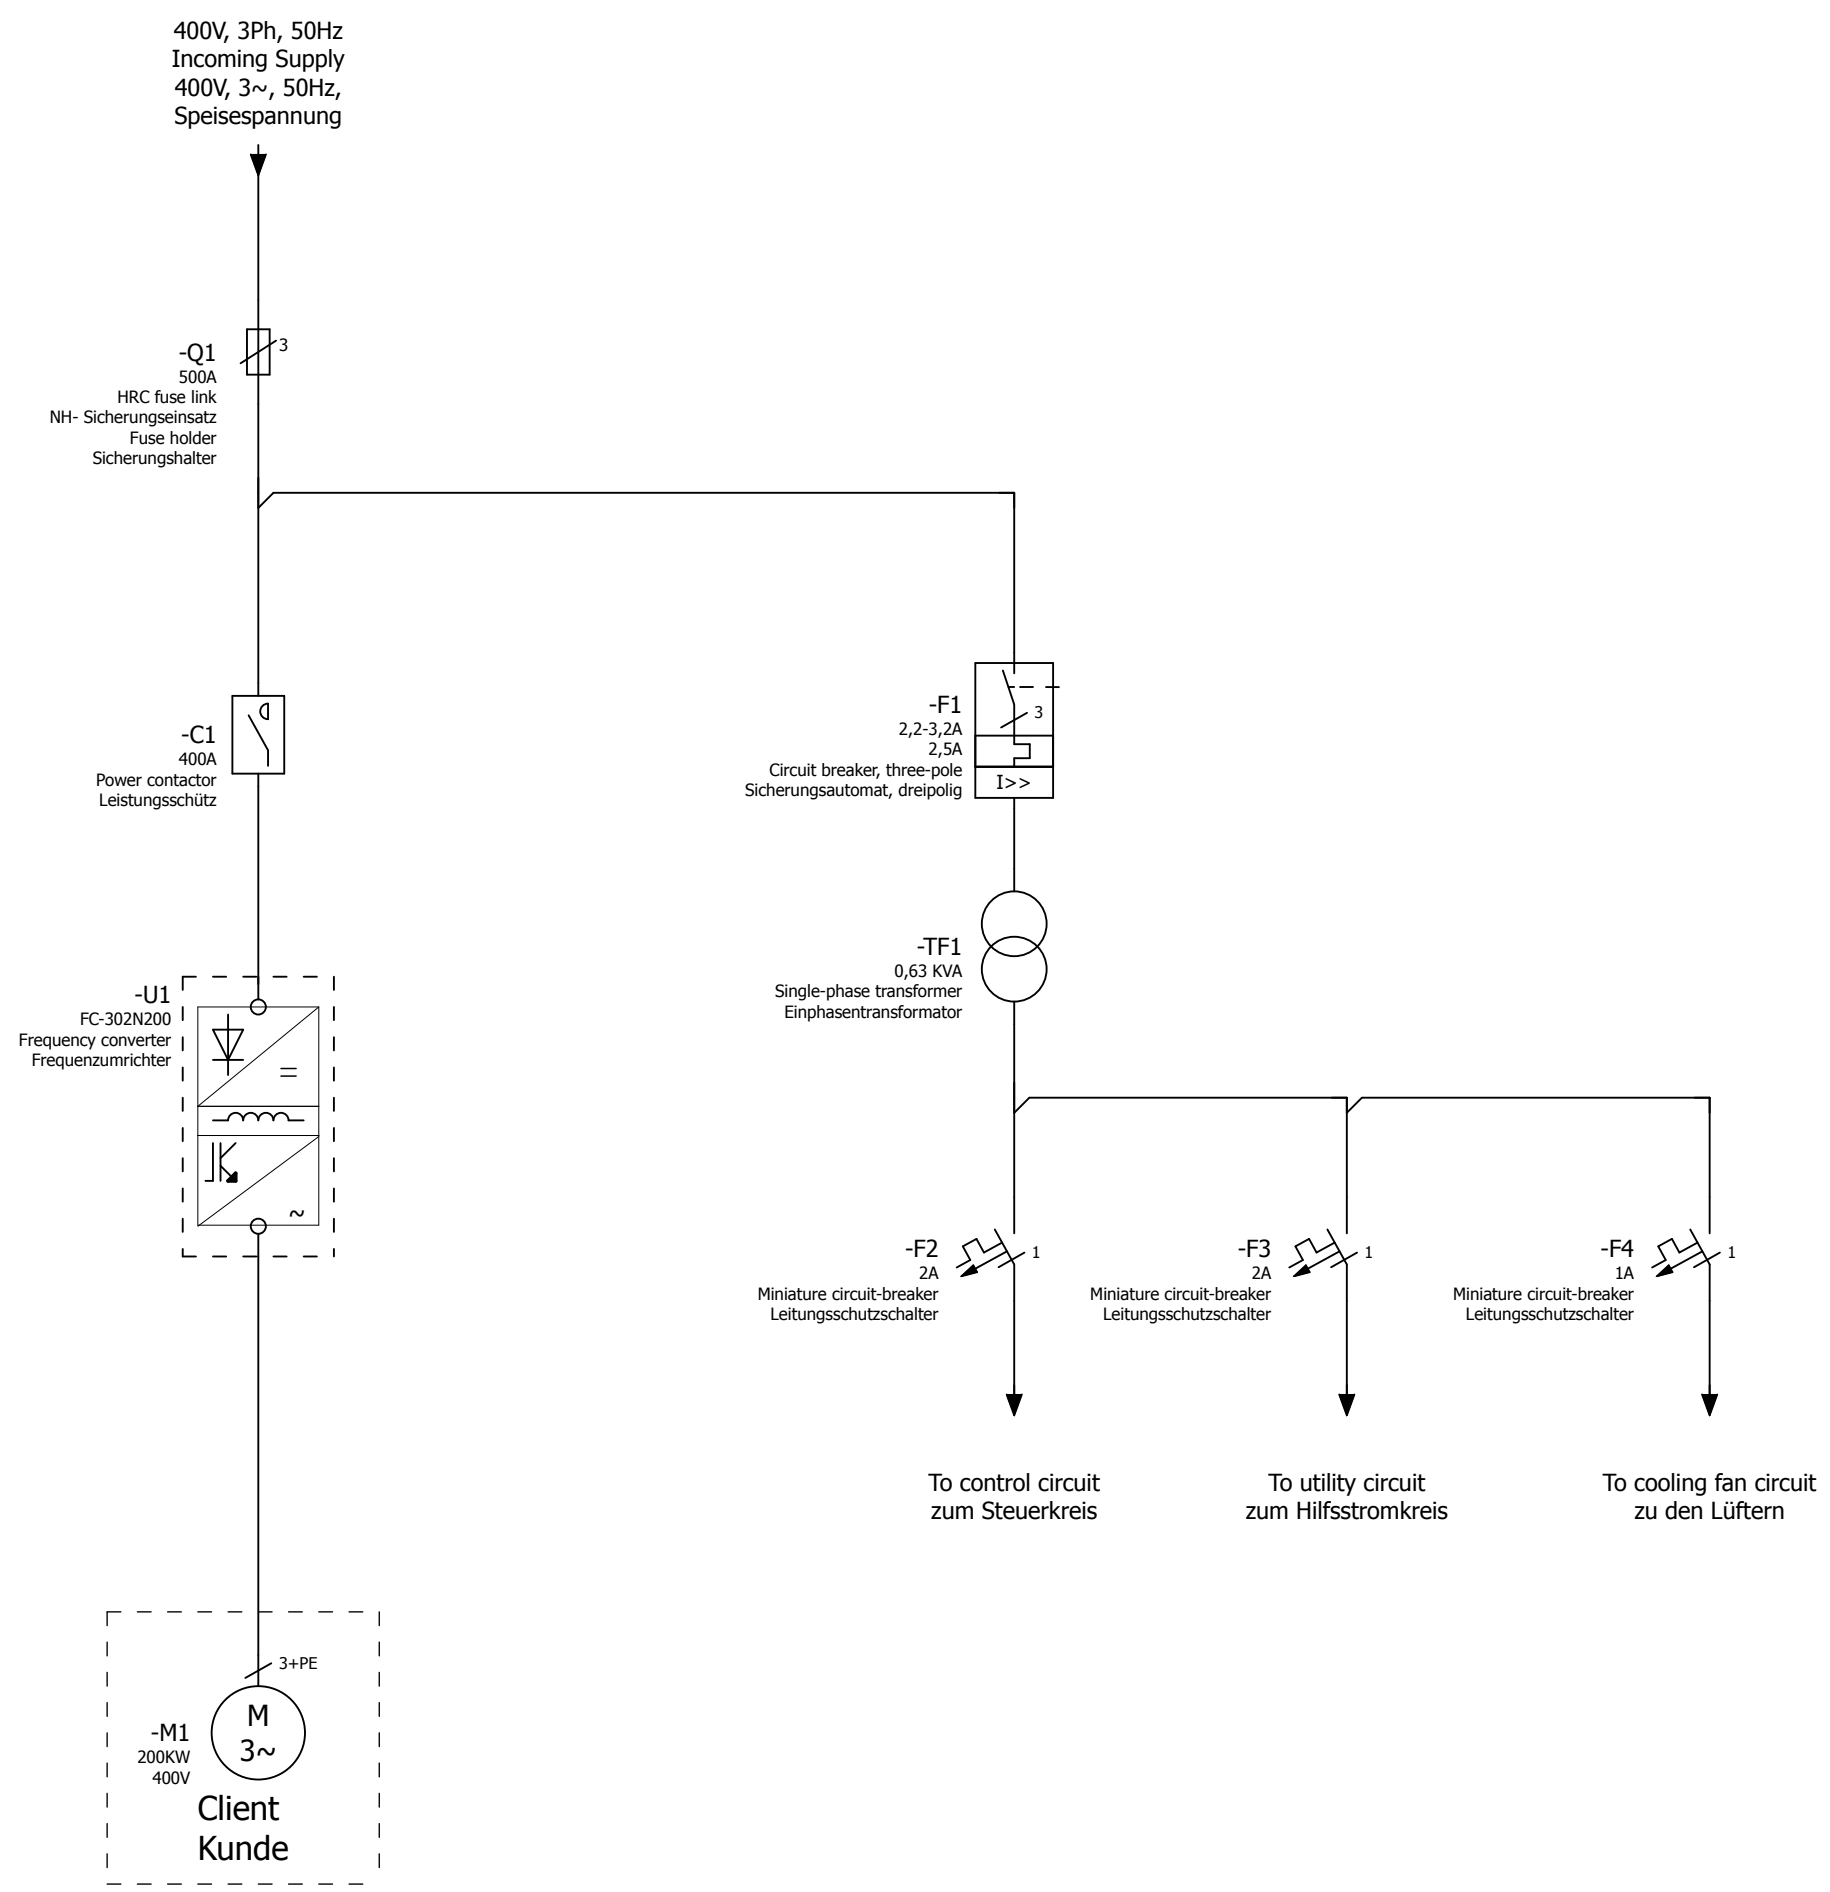 400V, 3Ph, 50Hz
Incoming Supply
400V, 3~, 50Hz,
Speisespannung
-Q1
500A
HRC fuse link
NH- Sicherungseinsatz
Fuse holder
Sicherungshalter
3
-C1
400A
Power contactor
Leistungsschütz
-F1
2,2-3,2A
2,5A
Circuit breaker, three-pole
Sicherungsautomat, dreipolig
3
I>>
-TF1
0,63 KVA
Single-phase transformer
Einphasentransformator
-U1
FC-302N200
Frequency converter
Frequenzumrichter
=
~
-F2
2A
Miniature circuit-breaker
Leitungsschutzschalter
1
-F3
2A
Miniature circuit-breaker
Leitungsschutzschalter
1
-F4
1A
Miniature circuit-breaker
Leitungsschutzschalter
1
To control circuit
zum Steuerkreis
To utility circuit
zum Hilfsstromkreis
To cooling fan circuit
zu den Lüftern
3+PE
M
3~
-M1
200KW
400V
Client
Kunde